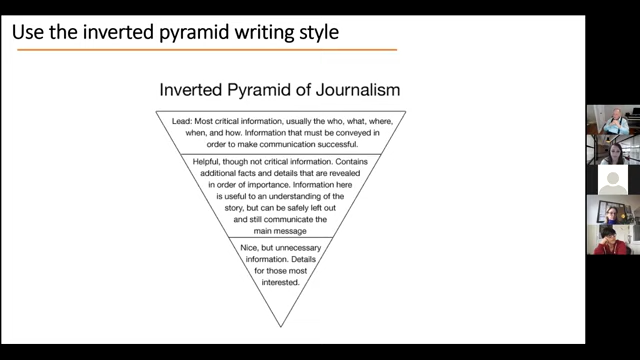 Use the inverted pyramid writing style
Inverted Pyramid of Journalism
Lead: Most critical information, usually the who, what, where,
when, and how. Information that must be conveyed in
order to make communication successful.
Helpful, though not critical information. Contains
additional facts and details that are revealed
in order of importance. Information here
is useful to an understanding of the
story, but can be safely left out
and still communicate the
main message
Nice, but unnecessary
information. Details
for those most
interested.